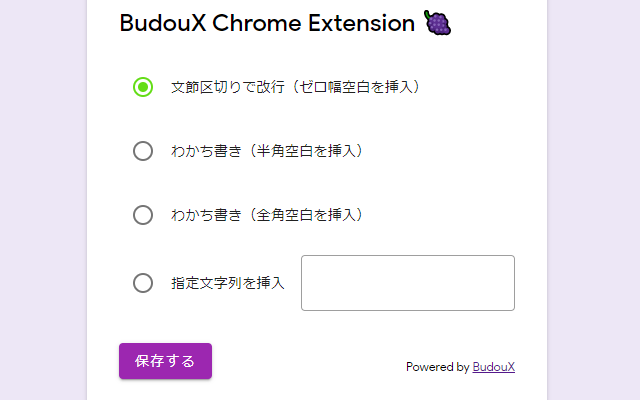 BudouX Chrome Extension 🍇
文節区切りで改行（ゼロ幅空白を挿入）
わかち書き（半角空白を挿入）
わかち書き（全角空白を挿入）
指定文字列を挿入
保存する
Powered by BudouX